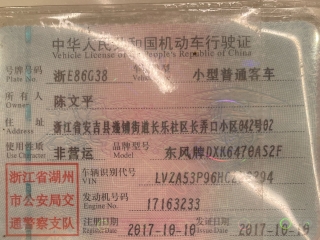 中华人民共和国机动车行驶证
Vehicle License of the People's Republic of China
号牌号码 浙E86G38 小型普通客车
Plate No.
所有人 陈文平
Owner
住址 浙江省安吉县递铺街道长乐社区长弄口小区042号02
Address
使用性质 非营运 品牌型号 东风牌DXK6470AS2F
Use Character Model
浙江省湖州 车辆识别代号 LVZA53P96HC
VIN
市公安局交 发动机号码 17163233
Engine No.
通警察支队 注册日期 2017-10-10 发证日期 2017-10-10
Register Date Issue Date